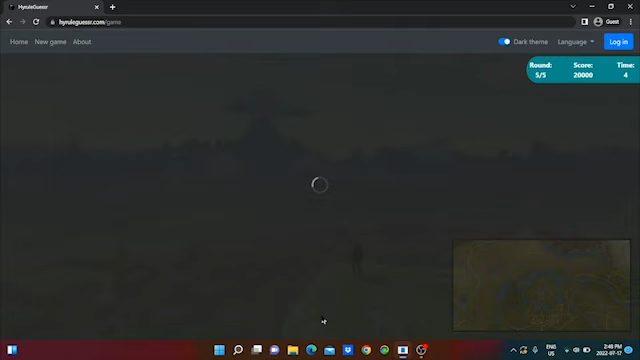 HyruleGuessr
hyruleguessr.com/game
Guest
Home New game About
Dark theme Language Log in
Round: Score: Time:
5/5 20000 4
ENG
US
2:48 PM
2022-07-17